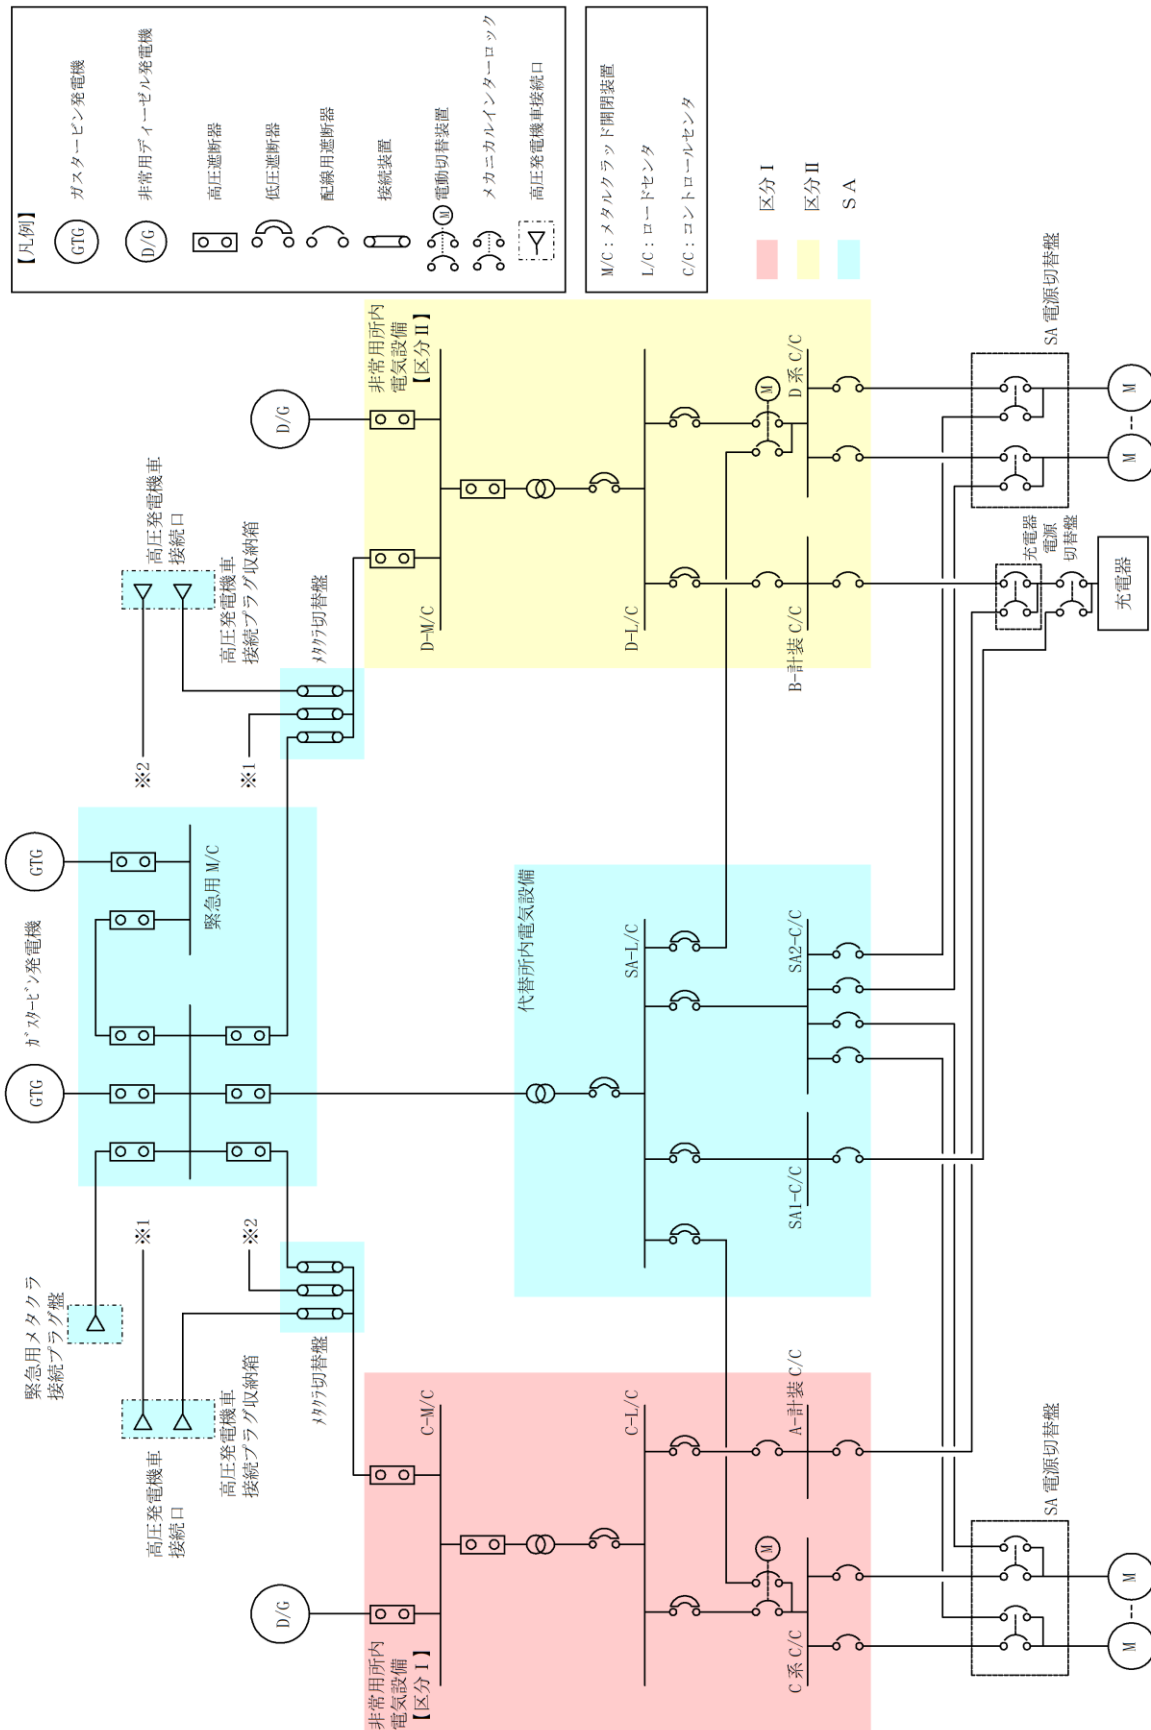 【凡例】
GTG
ガスタービン発電機
D/G
非常用ディーゼル発電機
高圧遮断器
低圧遮断器
配線用遮断器
接続装置
M
電動切替装置
メカニカルインターロック
高圧発電機車接続口
M/C：メタルクラッド開閉装置
L/C：ロードセンタ
C/C：コントロールセンタ
区分Ⅰ
区分Ⅱ
ＳＡ
緊急用メタクラ
接続プラグ盤
GTG
ｶﾞｽﾀｰﾋﾞﾝ発電機
GTG
緊急用 M/C
高圧発電機車
接続口
※1
高圧発電機車
接続プラグ収納箱
※2
ﾒﾀｸﾗ切替盤
※2
高圧発電機車
接続口
※1
高圧発電機車
接続プラグ収納箱
ﾒﾀｸﾗ切替盤
D/G
非常用所内
電気設備
【区分Ⅰ】
C-M/C
C-L/C
M
C 系 C/C
A-計装 C/C
代替所内電気設備
SA-L/C
SA1-C/C
SA2-C/C
D/G
非常用所内
電気設備
【区分Ⅱ】
D-M/C
D-L/C
M
B-計装 C/C
D 系 C/C
SA 電源切替盤
M
M
充電器
電源
切替盤
充電器
SA 電源切替盤
M
M